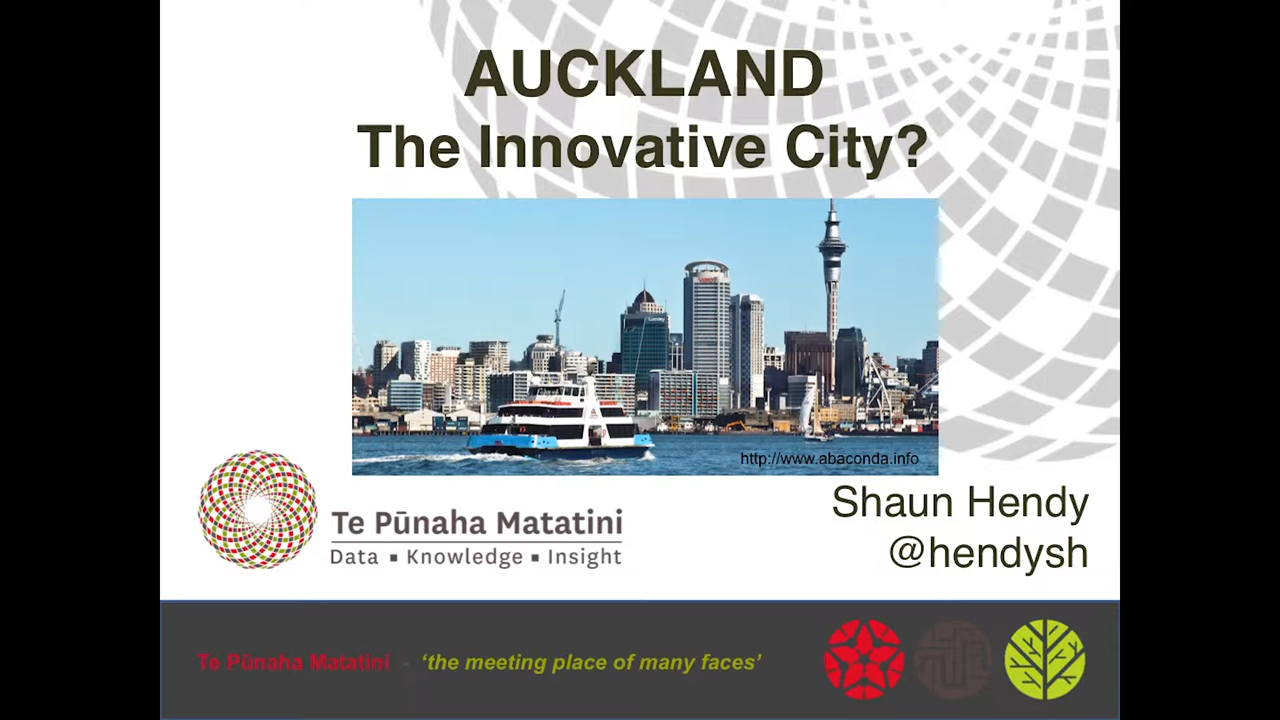 AUCKLAND
The Innovative City?
http://www.abaconda.info
Te Pūnaha Matatini
Data ▪ Knowledge ▪ Insight
Shaun Hendy
@hendysh
Te Pūnaha Matatini - ‘the meeting place of many faces’